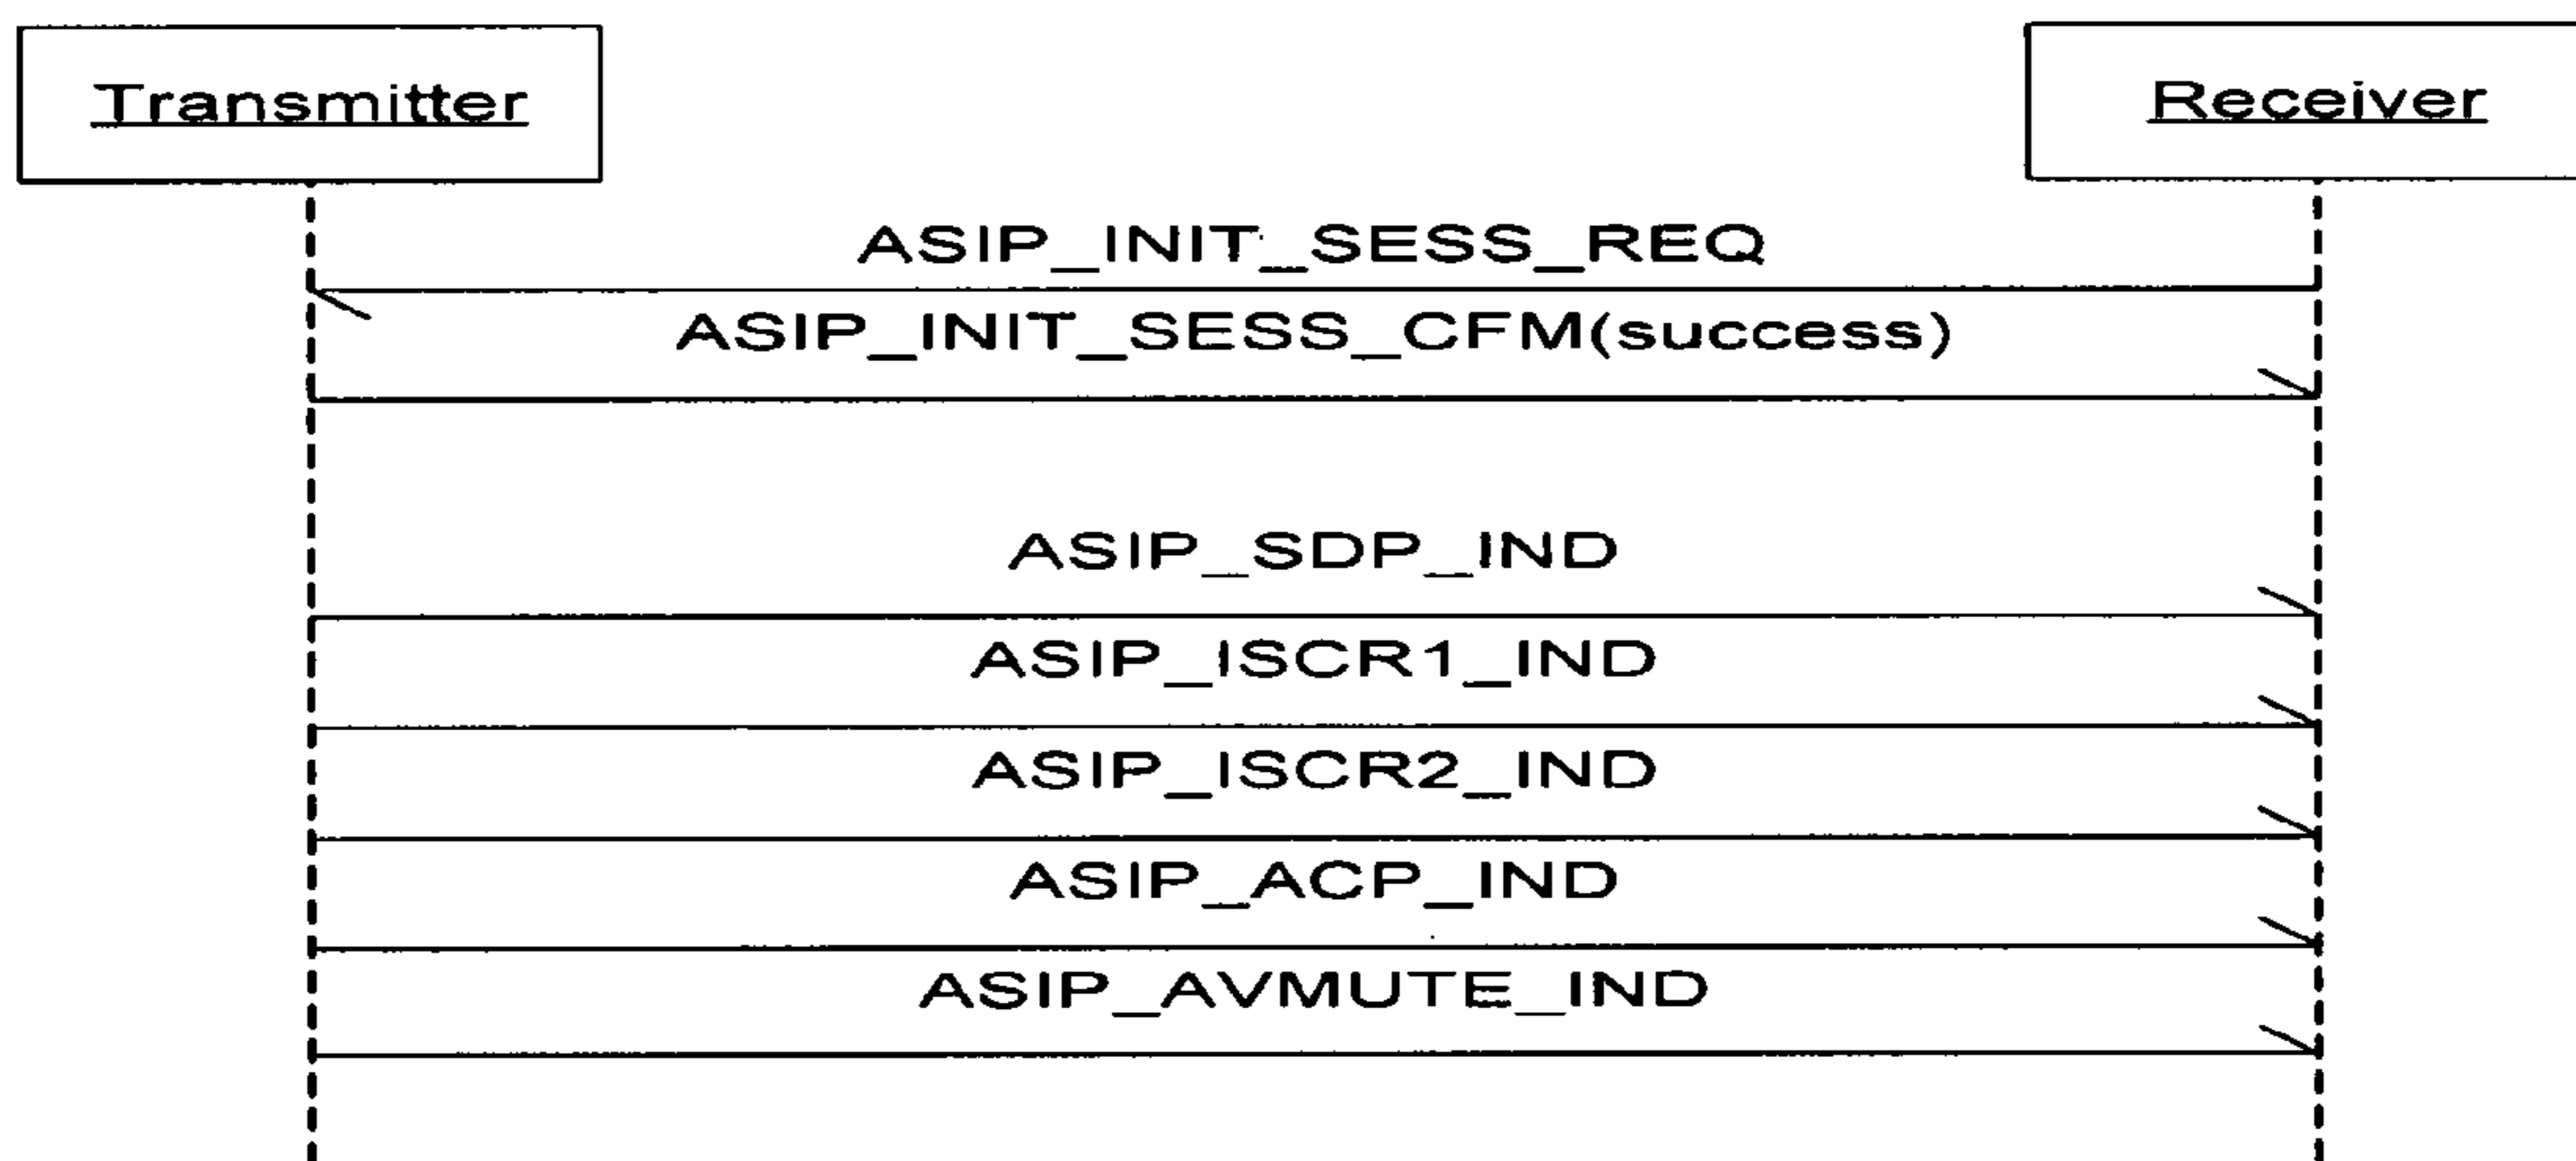 Transmitter
Receiver
ASIP_INIT_SESS_REQ
ASIP_INIT_SESS_CFM(success)
ASIP_SDP_IND
ASIP_ISCR1_IND
ASIP_ISCR2_IND
ASIP_ACP_IND
ASIP_AVMUTE_IND